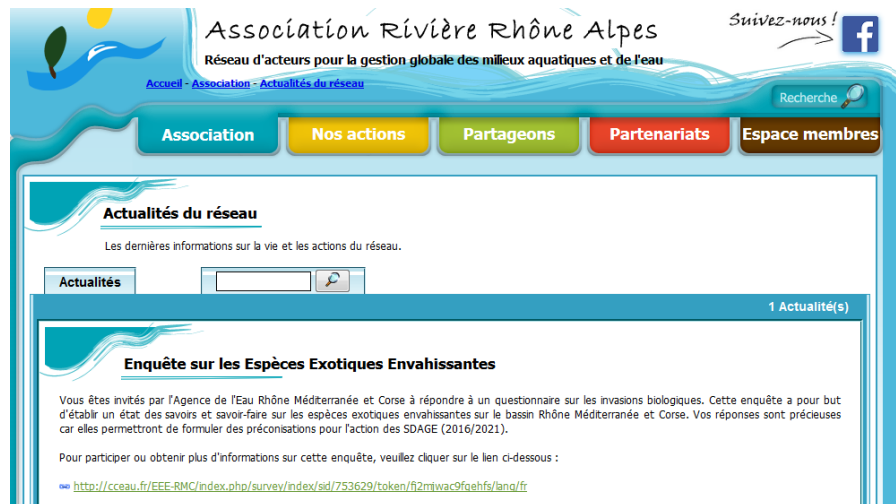 Association Rivière Rhône Alpes
Suivez-nous !
Réseau d'acteurs pour la gestion globale des milieux aquatiques et de l'eau
Accueil - Association - Actualités du réseau
Recherche
Association
Nos actions
Partageons
Partenariats
Espace membres
Actualités du réseau
Les dernières informations sur la vie et les actions du réseau.
Actualités
1 Actualité(s)
Enquête sur les Espèces Exotiques Envahissantes
Vous êtes invités par l'Agence de l'Eau Rhône Méditerranée et Corse à répondre à un questionnaire sur les invasions biologiques. Cette enquête a pour but
d'établir un état des savoirs et savoir-faire sur les espèces exotiques envahissantes sur le bassin Rhône Méditerranée et Corse. Vos réponses sont précieuses
car elles permettront de formuler des préconisations pour l'action des SDAGE (2016/2021).
Pour participer ou obtenir plus d'informations sur cette enquête, veuillez cliquer sur le lien ci-dessous :
http://cceau.fr/EEE-RMC/index.php/survey/index/sid/753629/token/fj2mjwac9fqehfs/lang/fr